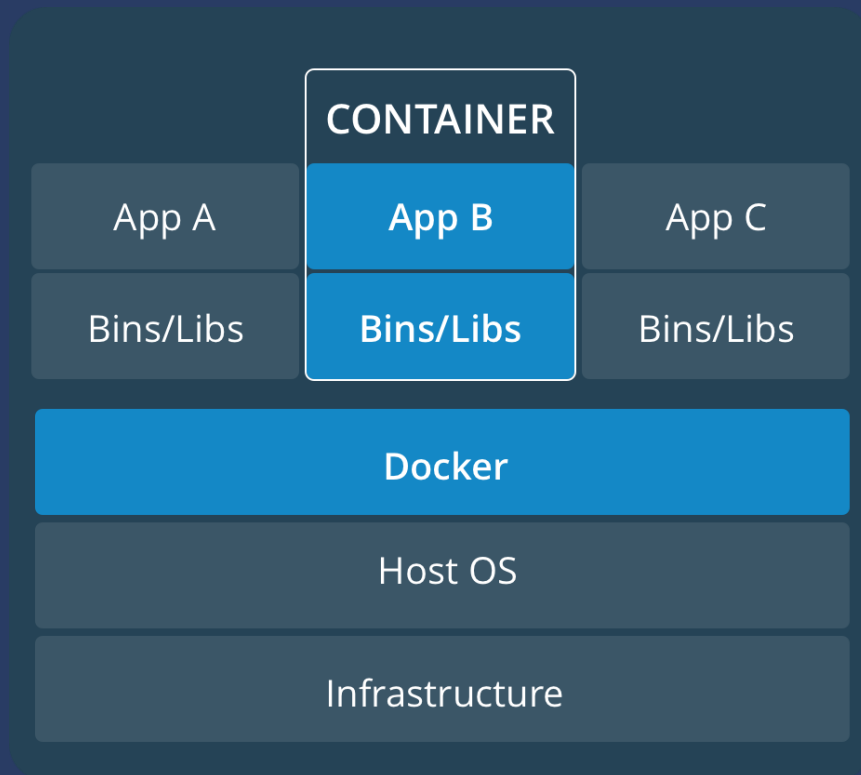 CONTAINER
App A
App B
App C
Bins/Libs
Bins/Libs
Bins/Libs
Docker
Host OS
Infrastructure